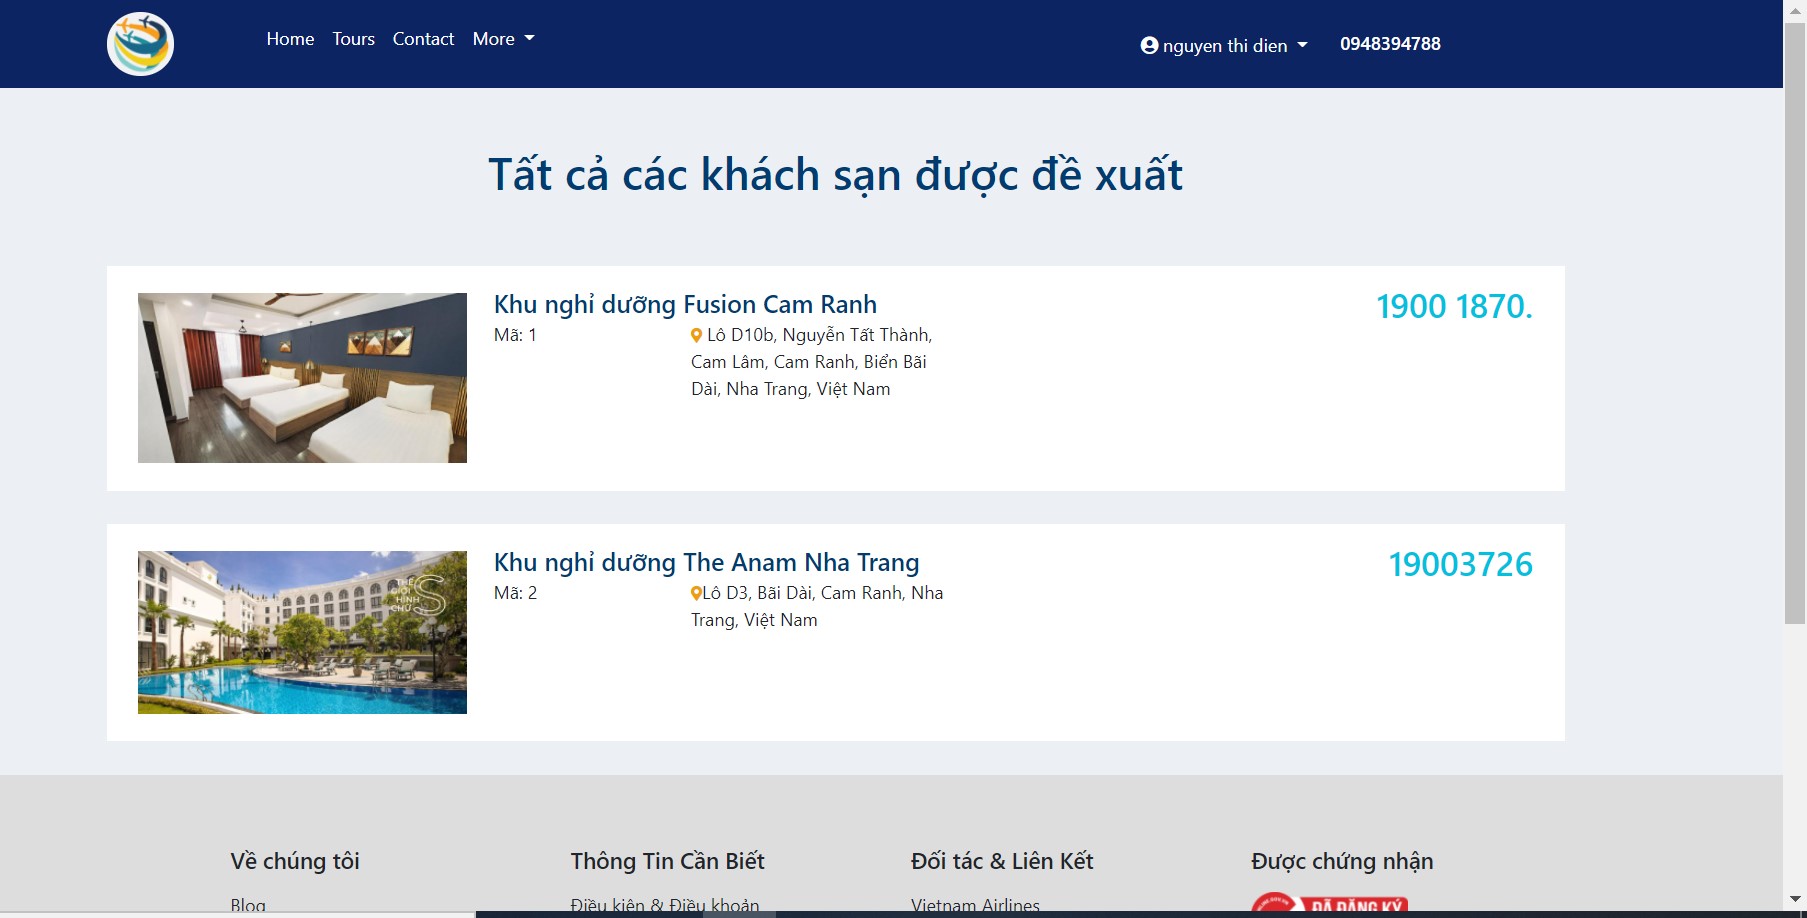 Home Tours Contact More nguyen thi dien 0948394788
Tất cả các khách sạn được đề xuất
Khu nghỉ dưỡng Fusion Cam Ranh
1900 1870.
Mã: 1
Lô D10b, Nguyễn Tất Thành,
Cam Lâm, Cam Ranh, Biển Bãi
Dài, Nha Trang, Việt Nam
THẾ
GIỚI
HÌNH
CHỮ S
Khu nghỉ dưỡng The Anam Nha Trang
19003726
Mã: 2
Lô D3, Bãi Dài, Cam Ranh, Nha
Trang, Việt Nam
Về chúng tôi Thông Tin Cần Biết Đối tác & Liên Kết Được chứng nhận
Blog Điều kiện & Điều khoản Vietnam Airlines ĐÃ ĐĂNG KÝ